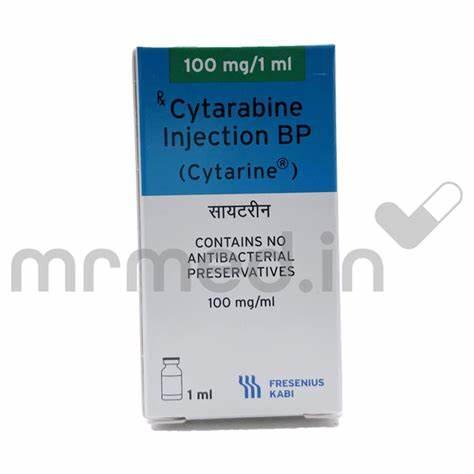 100 mg/1 ml
℞ Cytarabine
Injection BP
(Cytarine®)
सायटरीन
CONTAINS NO
ANTIBACTERIAL
PRESERVATIVES
mrmed.in
100 mg/ml
1 ml
FRESENIUS
KABI